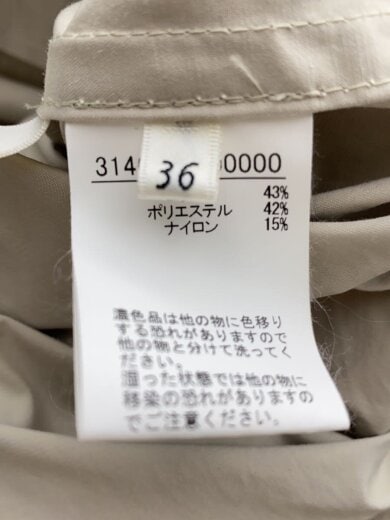 314
36
0000
43%
ポリエステル 42%
ナイロン 15%
濃色品は他の物に色移り
する恐れがありますので
他の物と分けて洗ってく
ださい。
湿った状態では他の物に
移染の恐れがありますの
でご注意ください。